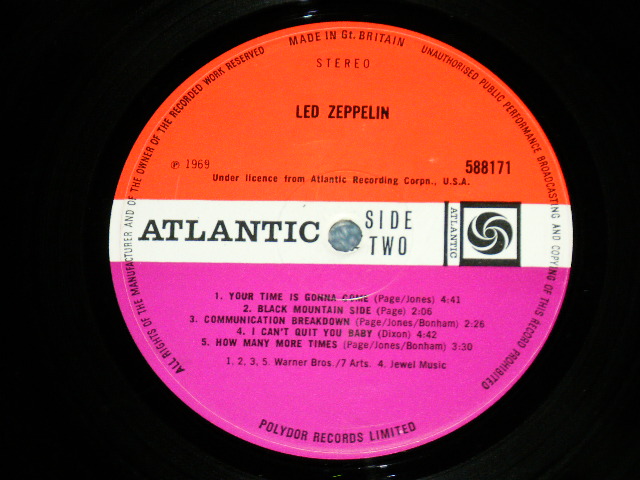 MADE IN Gt. BRITAIN
UNAUTHORISED PUBLIC PERFORMANCE BROADCASTING AND COPYING OF THIS RECORD PROHIBITED
ALL RIGHTS OF THE MANUFACTURER AND OF THE OWNER OF THE RECORDED WORK RESERVED
STEREO
LED ZEPPELIN
℗ 1969
588171
Under licence from Atlantic Recording Corpn., U.S.A.
ATLANTIC
SIDE
TWO
ATLANTIC
1. YOUR TIME IS GONNA COME (Page/Jones) 4:41
2. BLACK MOUNTAIN SIDE (Page) 2:06
3. COMMUNICATION BREAKDOWN (Page/Jones/Bonham) 2:26
4. I CAN'T QUIT YOU BABY (Dixon) 4:42
5. HOW MANY MORE TIMES (Page/Jones/Bonham) 3:30
1, 2, 3, 5. Warner Bros./7 Arts. 4. Jewel Music
POLYDOR RECORDS LIMITED